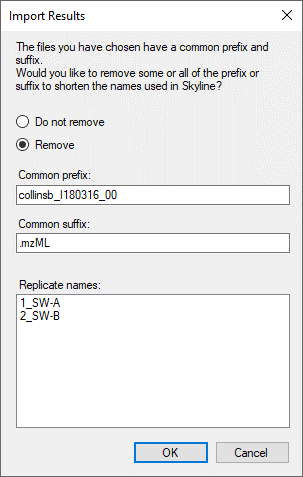 Import Results
The files you have chosen have a common prefix and
suffix.
Would you like to remove some or all of the prefix or
suffix to shorten the names used in Skyline?
Do not remove
Remove
Common prefix:
collinsb_I180316_00
Common suffix:
.mzML
Replicate names:
1_SW-A
2_SW-B
OK
Cancel